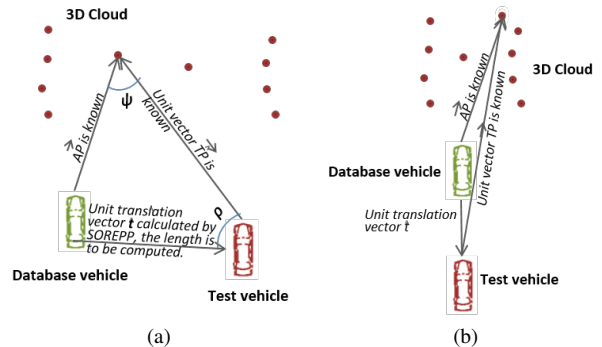 3D Cloud
ψ
AP is known
Unit vector TP is
known
ρ
Unit translation
vector t calculated by
SOREPP, the length is
to be computed.
Database vehicle
Test vehicle
(a)
3D Cloud
AP is known
Unit vector TP is known
Database vehicle
Unit translation
vector t
Test vehicle
(b)